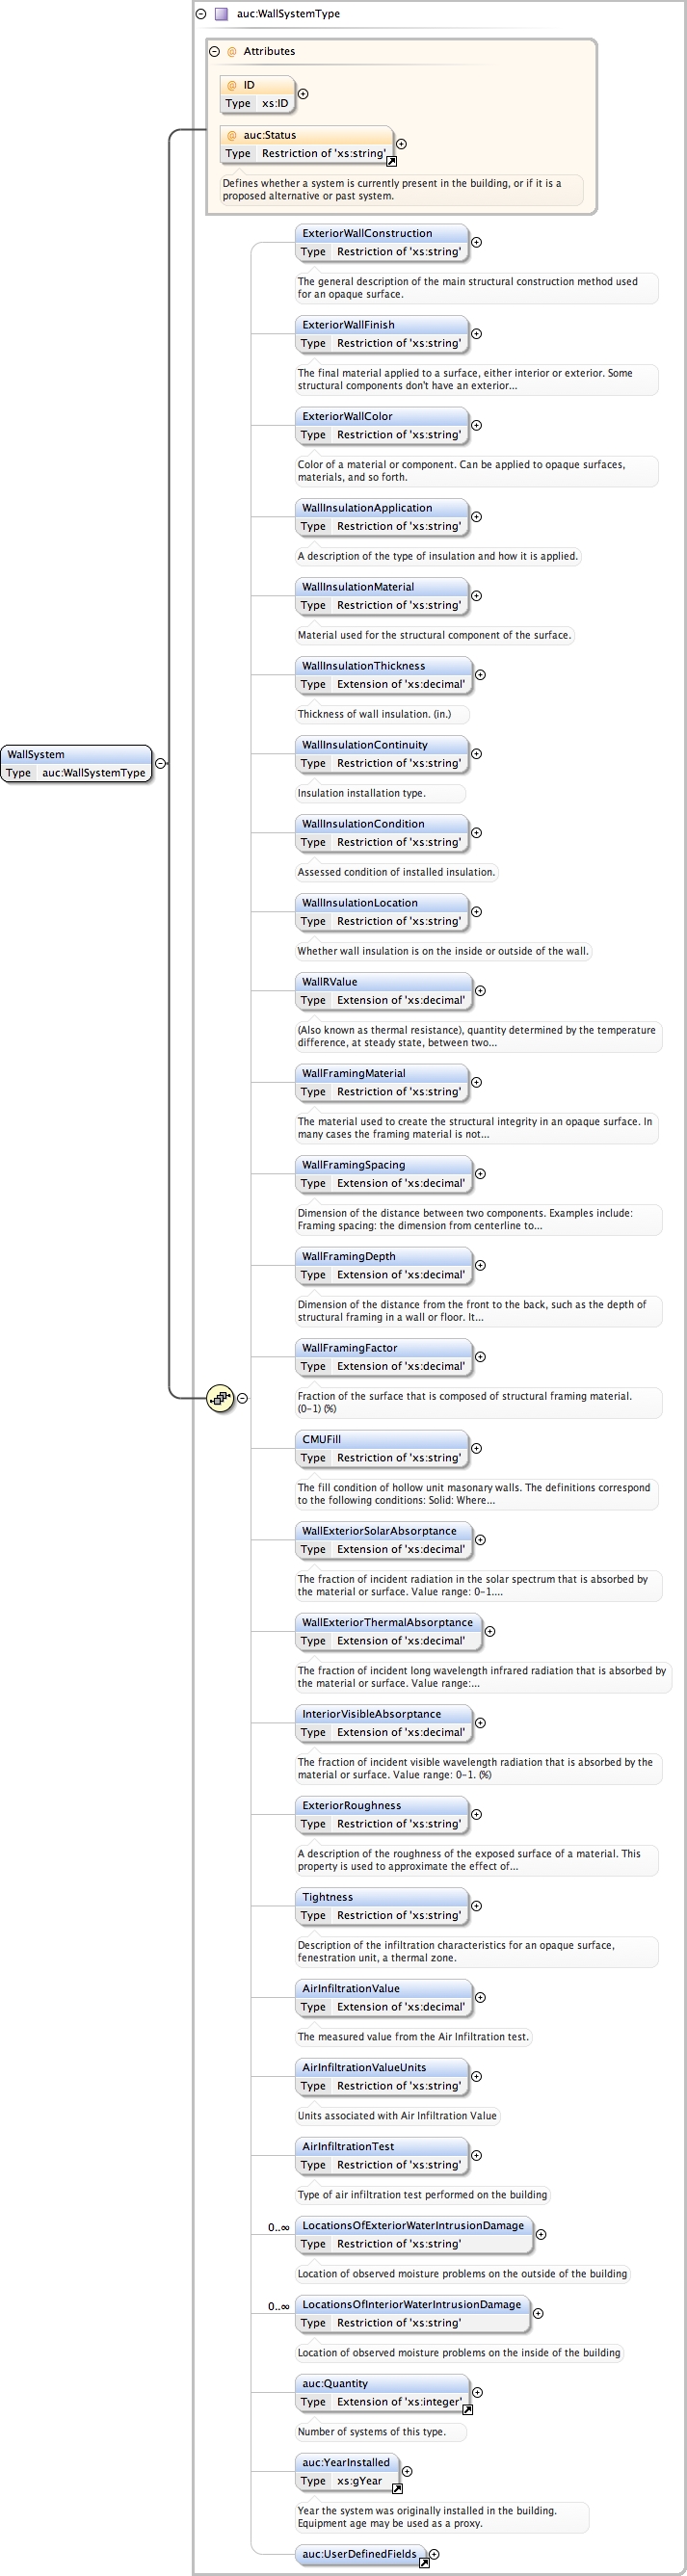 auc:WallSystemType
@ Attributes
@ ID
Type xs:ID
@ auc:Status
Type Restriction of 'xs:string'
Defines whether a system is currently present in the building, or if it is a
proposed alternative or past system.
ExteriorWallConstruction
Type Restriction of 'xs:string'
The general description of the main structural construction method used
for an opaque surface.
ExteriorWallFinish
Type Restriction of 'xs:string'
The final material applied to a surface, either interior or exterior. Some
structural components don't have an exterior...
ExteriorWallColor
Type Restriction of 'xs:string'
Color of a material or component. Can be applied to opaque surfaces,
materials, and so forth.
WallInsulationApplication
Type Restriction of 'xs:string'
A description of the type of insulation and how it is applied.
WallInsulationMaterial
Type Restriction of 'xs:string'
Material used for the structural component of the surface.
WallInsulationThickness
Type Extension of 'xs:decimal'
Thickness of wall insulation. (in.)
WallInsulationContinuity
Type Restriction of 'xs:string'
Insulation installation type.
WallSystem
Type auc:WallSystemType
WallInsulationCondition
Type Restriction of 'xs:string'
Assessed condition of installed insulation.
WallInsulationLocation
Type Restriction of 'xs:string'
Whether wall insulation is on the inside or outside of the wall.
WallRValue
Type Extension of 'xs:decimal'
(Also known as thermal resistance), quantity determined by the temperature
difference, at steady state, between two...
WallFramingMaterial
Type Restriction of 'xs:string'
The material used to create the structural integrity in an opaque surface. In
many cases the framing material is not...
WallFramingSpacing
Type Extension of 'xs:decimal'
Dimension of the distance between two components. Examples include:
Framing spacing: the dimension from centerline to...
WallFramingDepth
Type Extension of 'xs:decimal'
Dimension of the distance from the front to the back, such as the depth of
structural framing in a wall or floor. It...
WallFramingFactor
Type Extension of 'xs:decimal'
Fraction of the surface that is composed of structural framing material.
(0-1) (%)
CMUFill
Type Restriction of 'xs:string'
The fill condition of hollow unit masonary walls. The definitions correspond
to the following conditions: Solid: Where...
WallExteriorSolarAbsorptance
Type Extension of 'xs:decimal'
The fraction of incident radiation in the solar spectrum that is absorbed by
the material or surface. Value range: 0-1....
WallExteriorThermalAbsorptance
Type Extension of 'xs:decimal'
The fraction of incident long wavelength infrared radiation that is absorbed by
the material or surface. Value range:...
InteriorVisibleAbsorptance
Type Extension of 'xs:decimal'
The fraction of incident visible wavelength radiation that is absorbed by the
material or surface. Value range: 0-1. (%)
ExteriorRoughness
Type Restriction of 'xs:string'
A description of the roughness of the exposed surface of a material. This
property is used to approximate the effect of...
Tightness
Type Restriction of 'xs:string'
Description of the infiltration characteristics for an opaque surface,
fenestration unit, a thermal zone.
AirInfiltrationValue
Type Extension of 'xs:decimal'
The measured value from the Air Infiltration test.
AirInfiltrationValueUnits
Type Restriction of 'xs:string'
Units associated with Air Infiltration Value
AirInfiltrationTest
Type Restriction of 'xs:string'
Type of air infiltration test performed on the building
0..∞ LocationsOfExteriorWaterIntrusionDamage
Type Restriction of 'xs:string'
Location of observed moisture problems on the outside of the building
0..∞ LocationsOfInteriorWaterIntrusionDamage
Type Restriction of 'xs:string'
Location of observed moisture problems on the inside of the building
auc:Quantity
Type Extension of 'xs:integer'
Number of systems of this type.
auc:YearInstalled
Type xs:gYear
Year the system was originally installed in the building.
Equipment age may be used as a proxy.
auc:UserDefinedFields